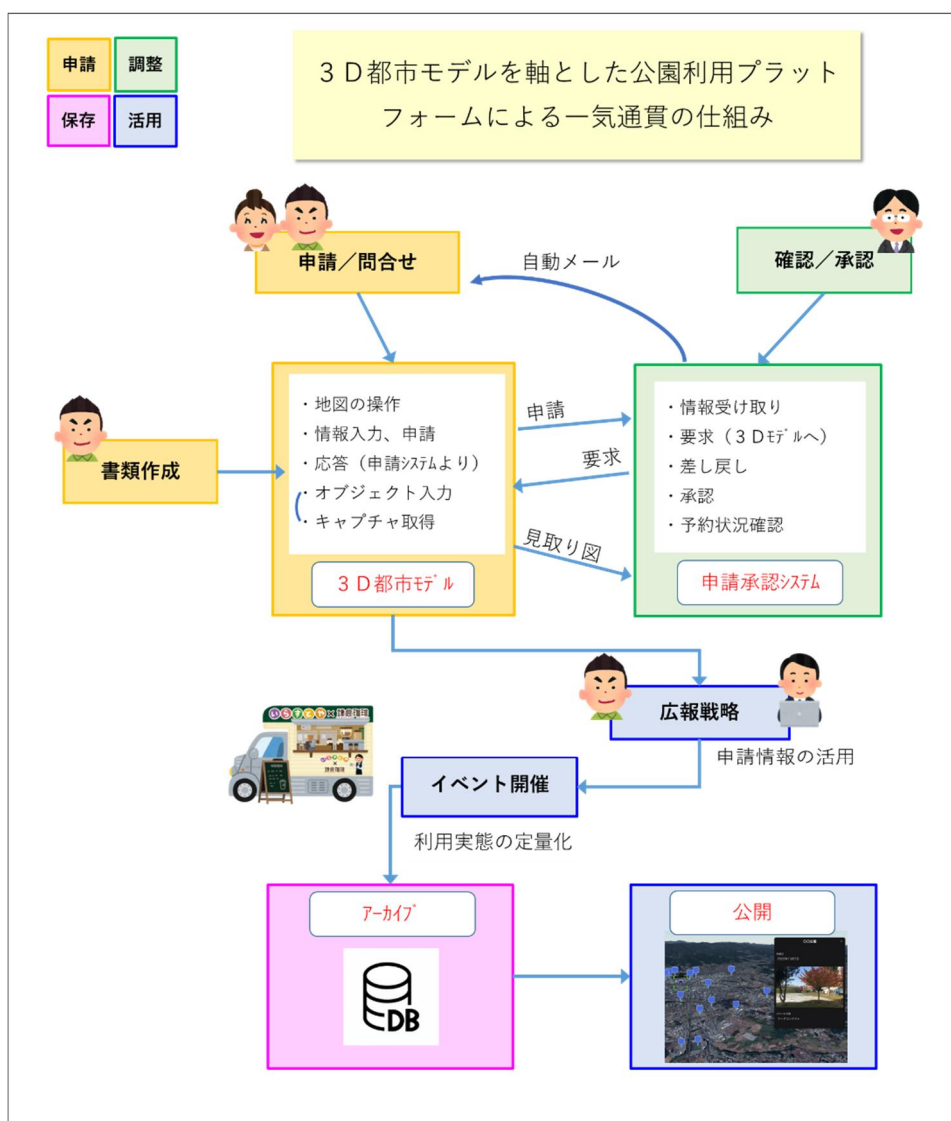 申請
調整
保存
活用
３Ｄ都市モデルを軸とした公園利用プラット
フォームによる一気通貫の仕組み
申請／問合せ
自動メール
確認／承認
書類作成
・地図の操作
・情報入力、申請
・応答（申請ｼｽﾃﾑより）
・オブジェクト入力
・キャプチャ取得
３Ｄ都市ﾓﾃﾞﾙ
申請
要求
見取り図
・情報受け取り
・要求（３Ｄﾓﾃﾞﾙへ）
・差し戻し
・承認
・予約状況確認
申請承認ｼｽﾃﾑ
広報戦略
申請情報の活用
いらすとや×鎌倉珈琲
イベント開催
利用実態の定量化
ｱｰｶｲﾌﾞ
DB
公開